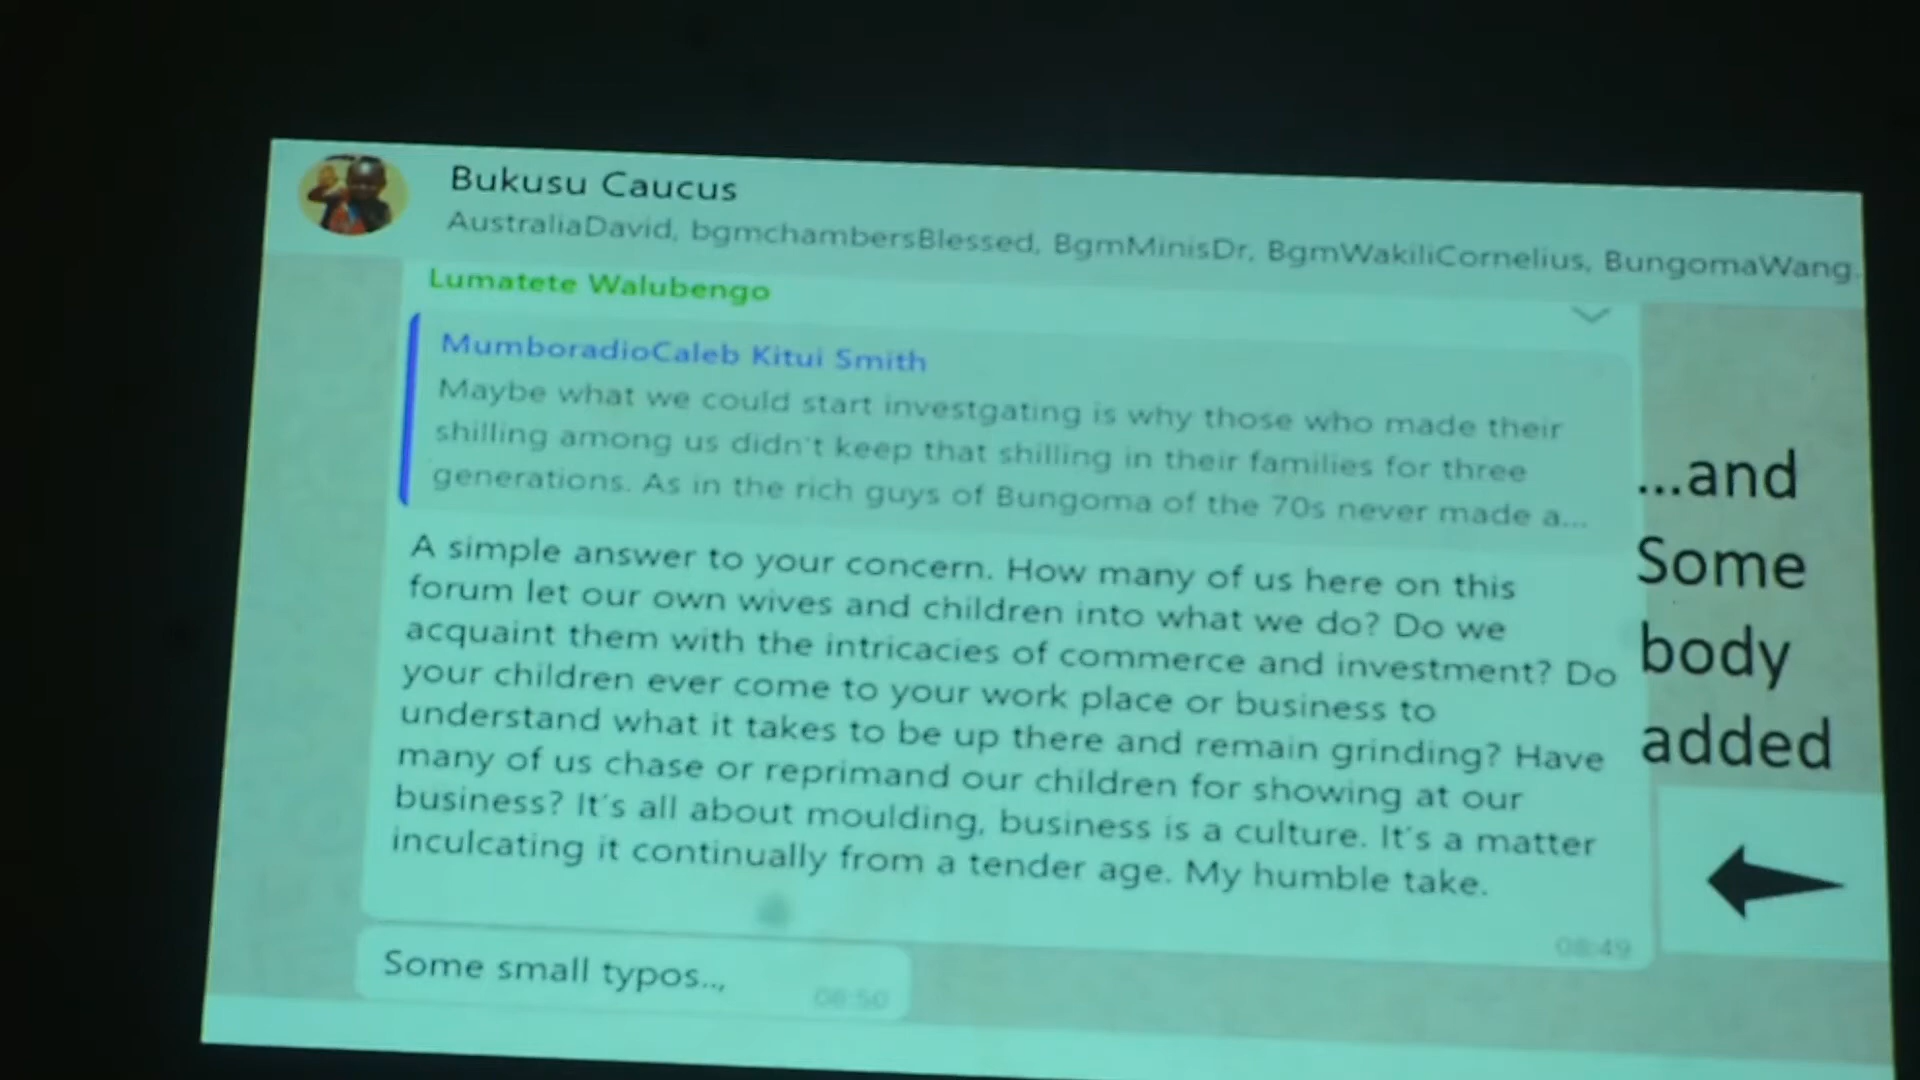 Bukusu Caucus
AustraliaDavid, bgmchambersBlessed, BgmMinisDr, BgmWakiliCornelius, BungomaWang.
Lumatete Walubengo
MumboradioCaleb Kitui Smith
Maybe what we could start investgating is why those who made their
shilling among us didn't keep that shilling in their families for three
generations. As in the rich guys of Bungoma of the 70s never made a...
A simple answer to your concern. How many of us here on this
forum let our own wives and children into what we do? Do we
acquaint them with the intricacies of commerce and investment? Do
your children ever come to your work place or business to
understand what it takes to be up there and remain grinding? Have
many of us chase or reprimand our children for showing at our
business? It's all about moulding, business is a culture. It's a matter
inculcating it continually from a tender age. My humble take.
08:49
Some small typos..,
08:50
...and
Some
body
added